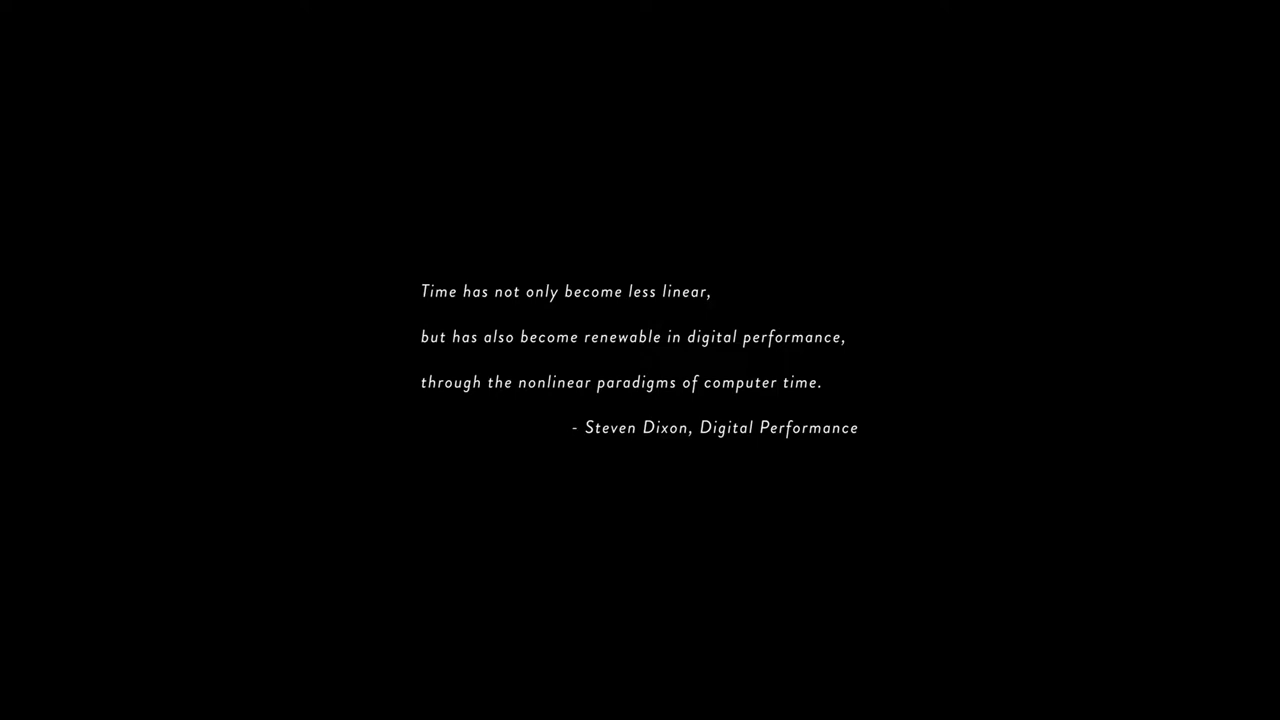 Time has not only become less linear,
but has also become renewable in digital performance,
through the nonlinear paradigms of computer time.
- Steven Dixon, Digital Performance